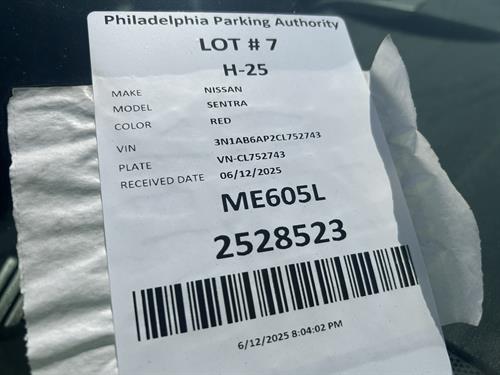 Philadelphia Parking Authority
LOT # 7
H-25
MAKE NISSAN
MODEL SENTRA
COLOR RED
VIN 3N1AB6AP2CL752743
PLATE VN-CL752743
RECEIVED DATE 06/12/2025
ME605L
2528523
6/12/2025 8:04:02 PM